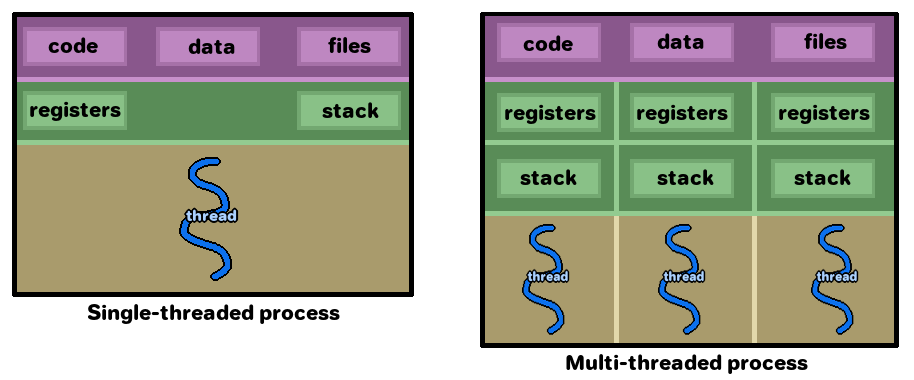 code data files
registers stack
thread
Single-threaded process
code data files
registers registers registers
stack stack stack
thread thread thread
Multi-threaded process